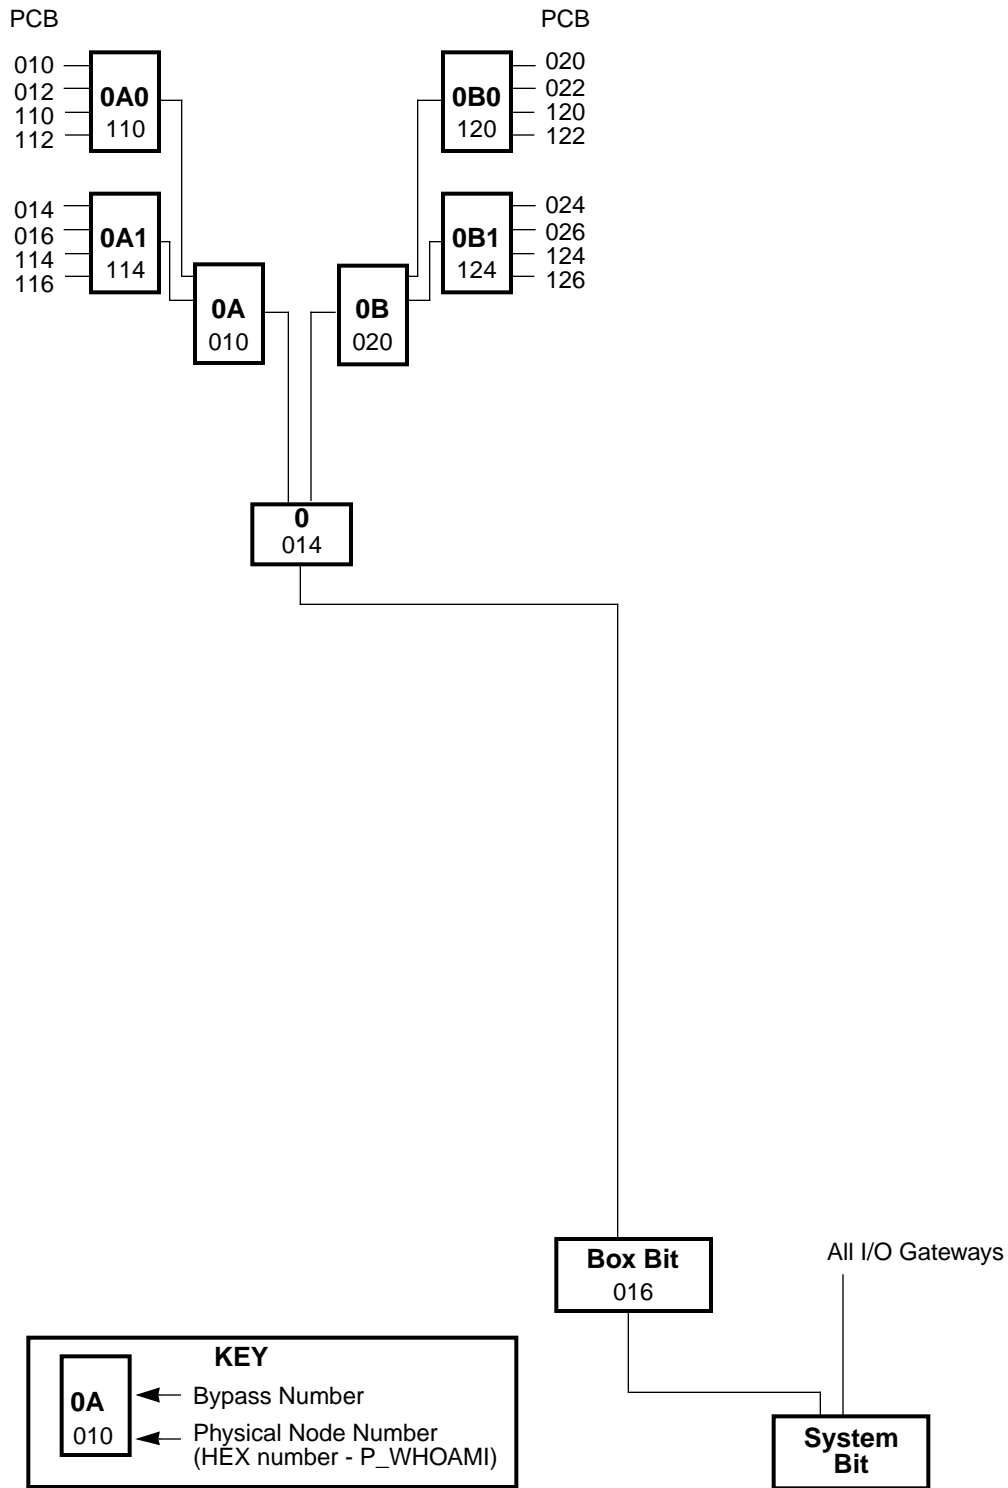 PCB
PCB
010
012
110
112
0A0
110
0B0
120
020
022
120
122
014
016
114
116
0A1
114
0B1
124
024
026
124
126
0A
010
0B
020
0
014
Box Bit
016
All I/O Gateways
System
Bit
KEY
0A
010
Bypass Number
Physical Node Number
(HEX number - P_WHOAMI)